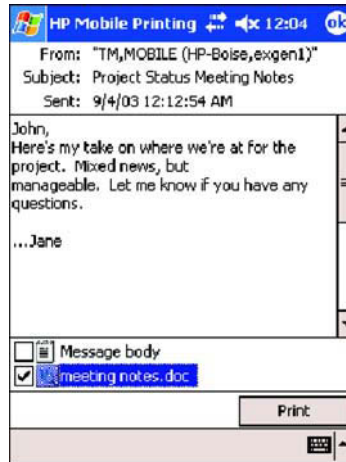 HP Mobile Printing 12:04 ok
From: "TM,MOBILE (HP-Boise,exgen1)"
Subject: Project Status Meeting Notes
Sent: 9/4/03 12:12:54 AM
John,
Here's my take on where we're at for the
project. Mixed news, but
manageable. Let me know if you have any
questions.
...Jane
Message body
meeting notes.doc
Print